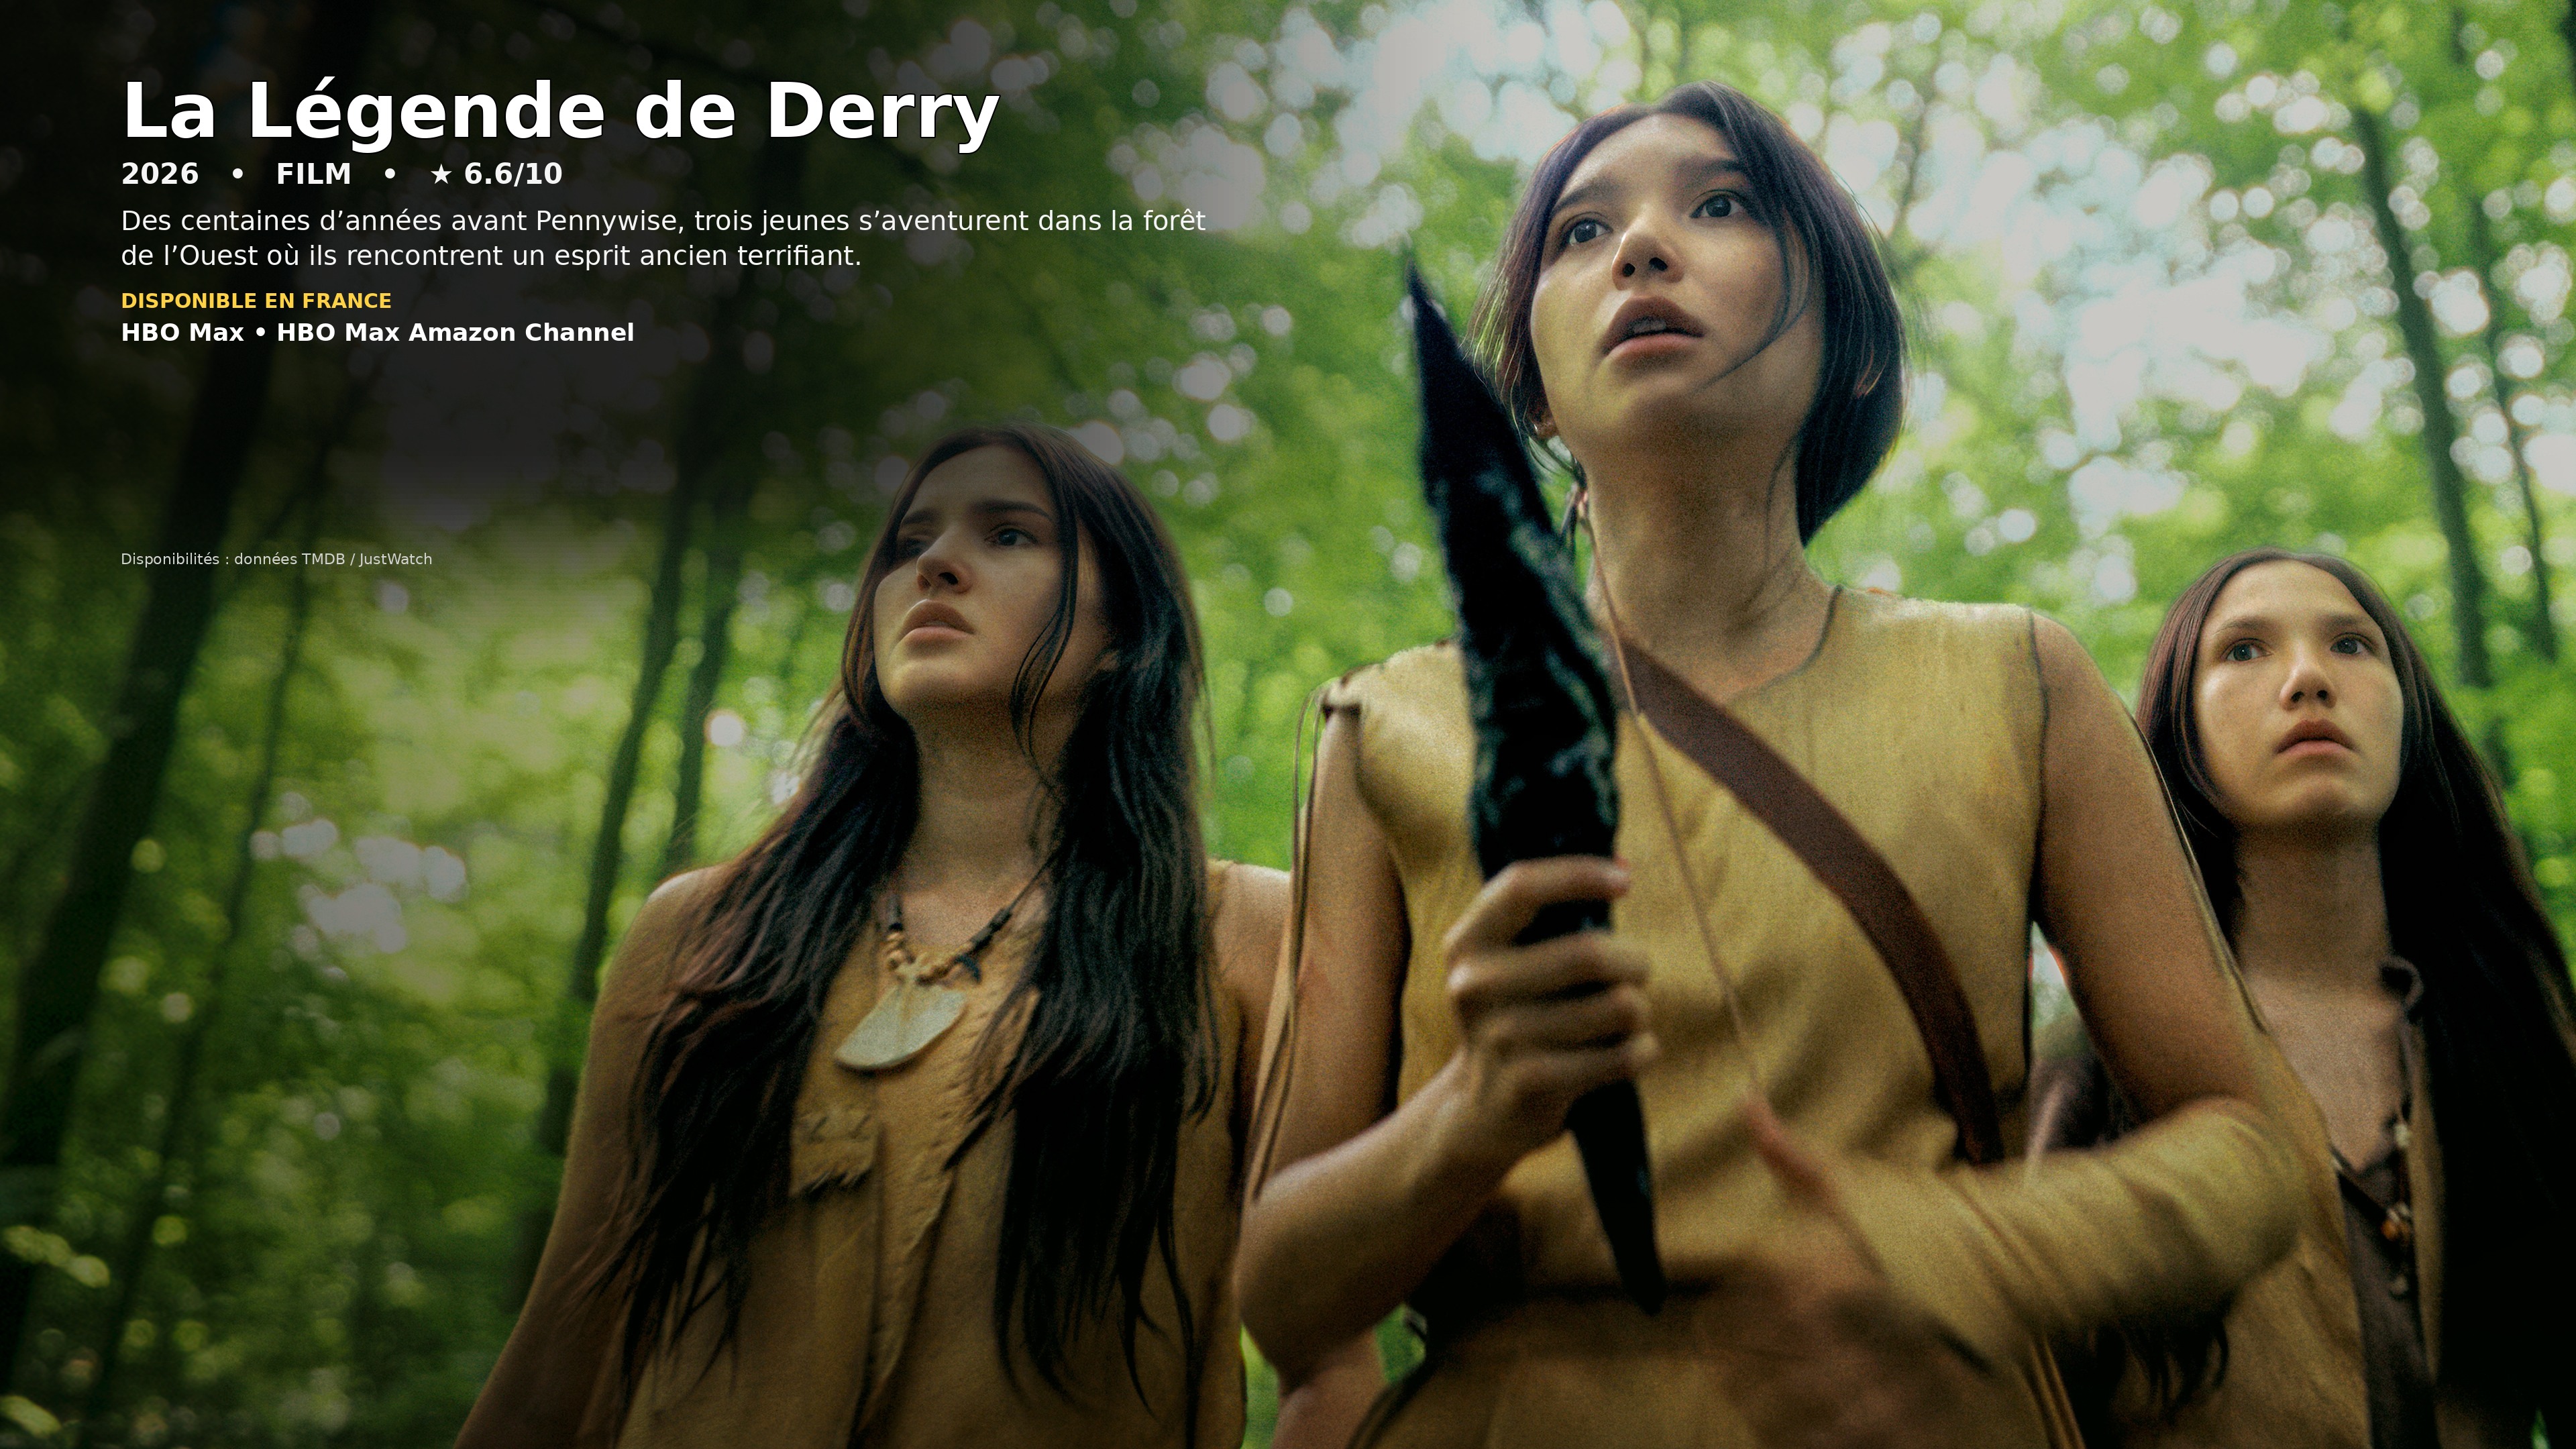 La Légende de Derry
2026 • FILM • ★ 6.6/10
Des centaines d’années avant Pennywise, trois jeunes s’aventurent dans la forêt
de l’Ouest où ils rencontrent un esprit ancien terrifiant.
DISPONIBLE EN FRANCE
HBO Max • HBO Max Amazon Channel
Disponibilités : données TMDB / JustWatch